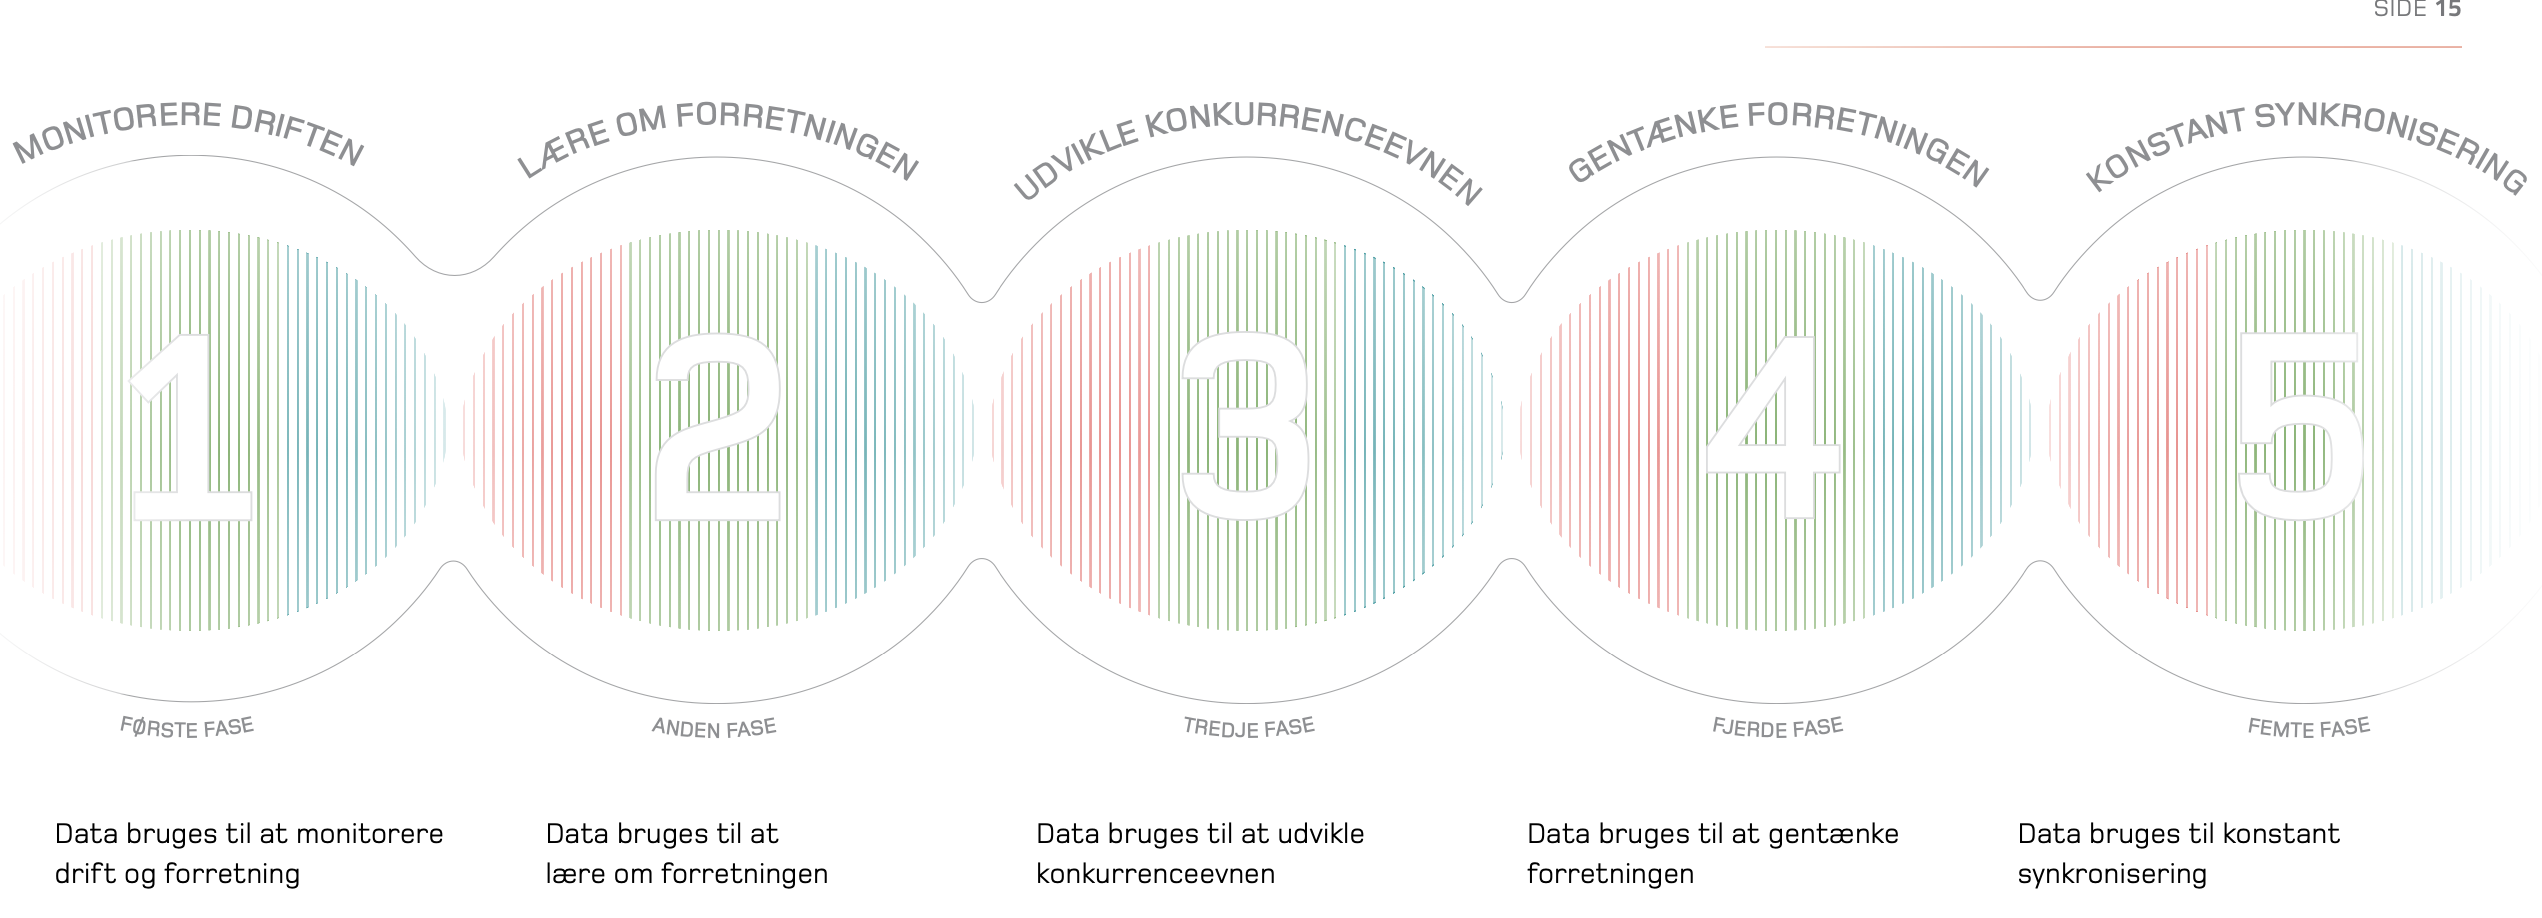 SIDE 15
MONITORERE DRIFTEN
LÆRE OM FORRETNINGEN
UDVIKLE KONKURRENCEEVNEN
GENTÆNKE FORRETNINGEN
KONSTANT SYNKRONISERING
1
2
3
4
5
FØRSTE FASE
ANDEN FASE
TREDJE FASE
FJERDE FASE
FEMTE FASE
Data bruges til at monitorere
drift og forretning
Data bruges til at
lære om forretningen
Data bruges til at udvikle
konkurrenceevnen
Data bruges til at gentænke
forretningen
Data bruges til konstant
synkronisering